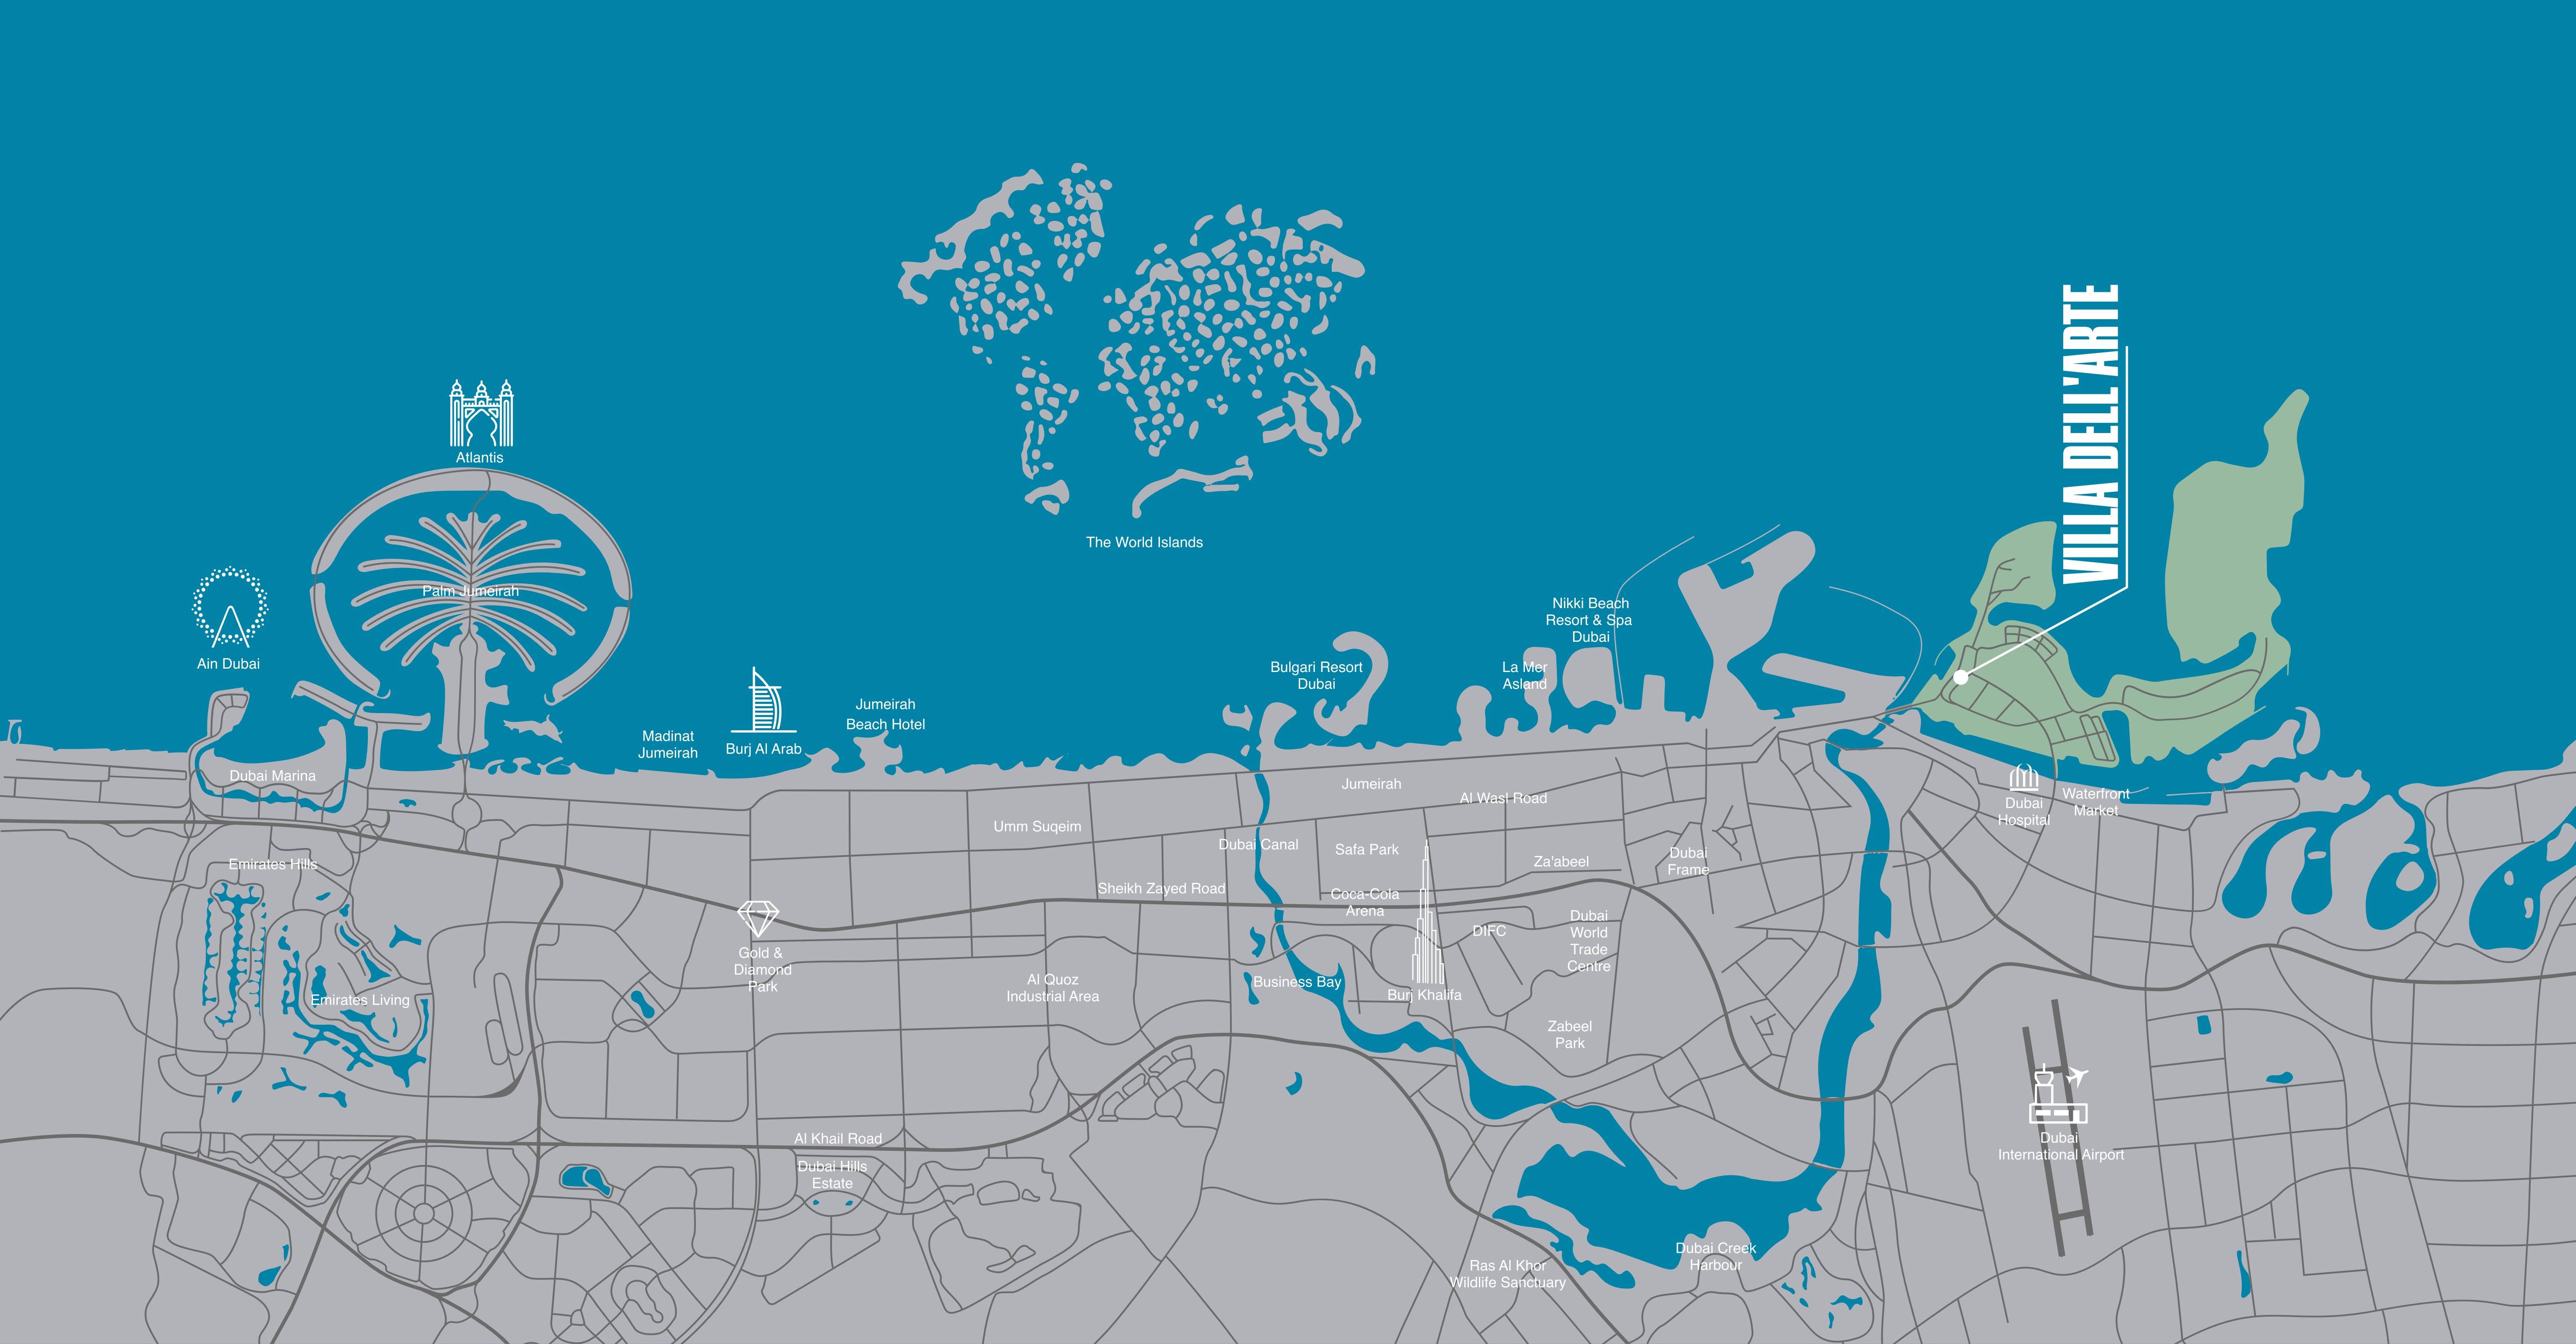 VILLA DELL'ARTE
Atlantis
The World Islands
Palm Jumeirah
Nikki Beach
Resort & Spa
Dubai
Ain Dubai
Bulgari Resort
Dubai
La Mer
Asland
Jumeirah
Beach Hotel
Madinat
Jumeirah
Burj Al Arab
Dubai Marina
Jumeirah
Al Wasl Road
Dubai
Hospital
Waterfront
Market
Umm Suqeim
Dubai Canal
Safa Park
Za'abeel
Dubai
Frame
Emirates Hills
Sheikh Zayed Road
Coca-Cola
Arena
DIFC
Dubai
World
Trade
Centre
Gold &
Diamond
Park
Al Quoz
Industrial Area
Business Bay
Burj Khalifa
Emirates Living
Zabeel
Park
Al Khail Road
Dubai
International Airport
Dubai Hills
Estate
Dubai Creek
Harbour
Ras Al Khor
Wildlife Sanctuary